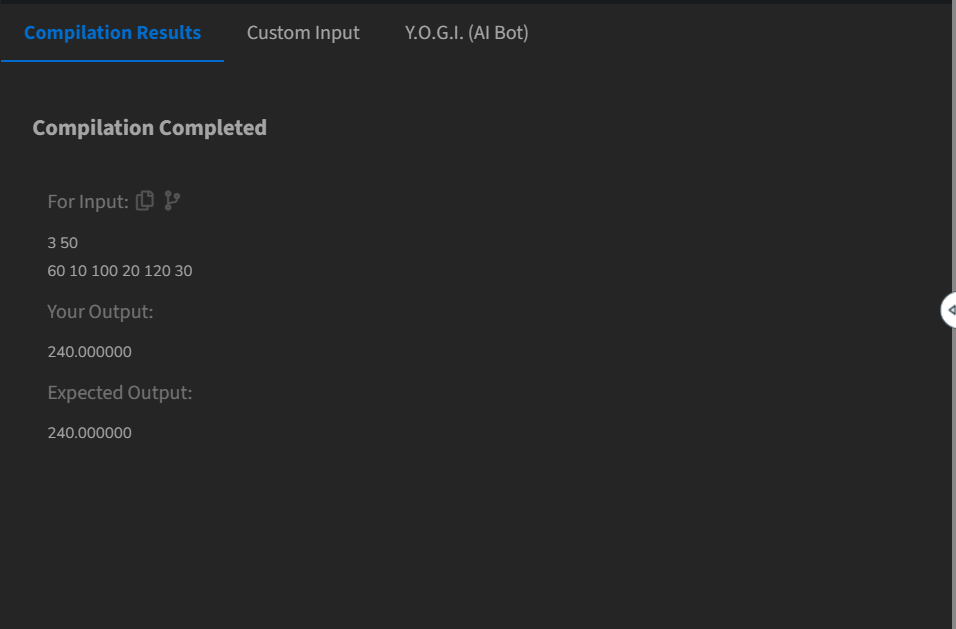 Compilation Results Custom Input Y.O.G.I. (AI Bot)
Compilation Completed
For Input:
3 50
60 10 100 20 120 30
Your Output:
240.000000
Expected Output:
240.000000